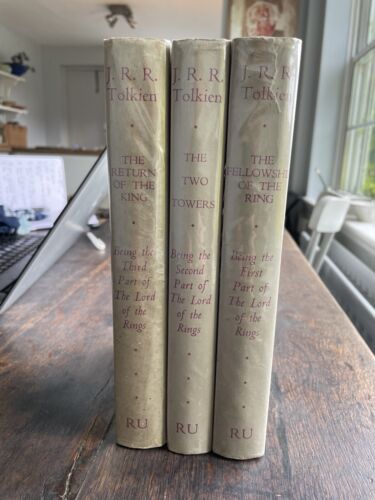 J. R. R.
Tolkien
THE
RETURN
OF THE
KING
Being the
Third
Part of
The Lord
of the
Rings
RU
J. R. R.
Tolkien
THE
TWO
TOWERS
Being the
Second
Part of
The Lord
of the
Rings
RU
J. R. R.
Tolkien
THE
FELLOWSHIP
OF THE
RING
Being the
First
Part of
The Lord
of the
Rings
RU